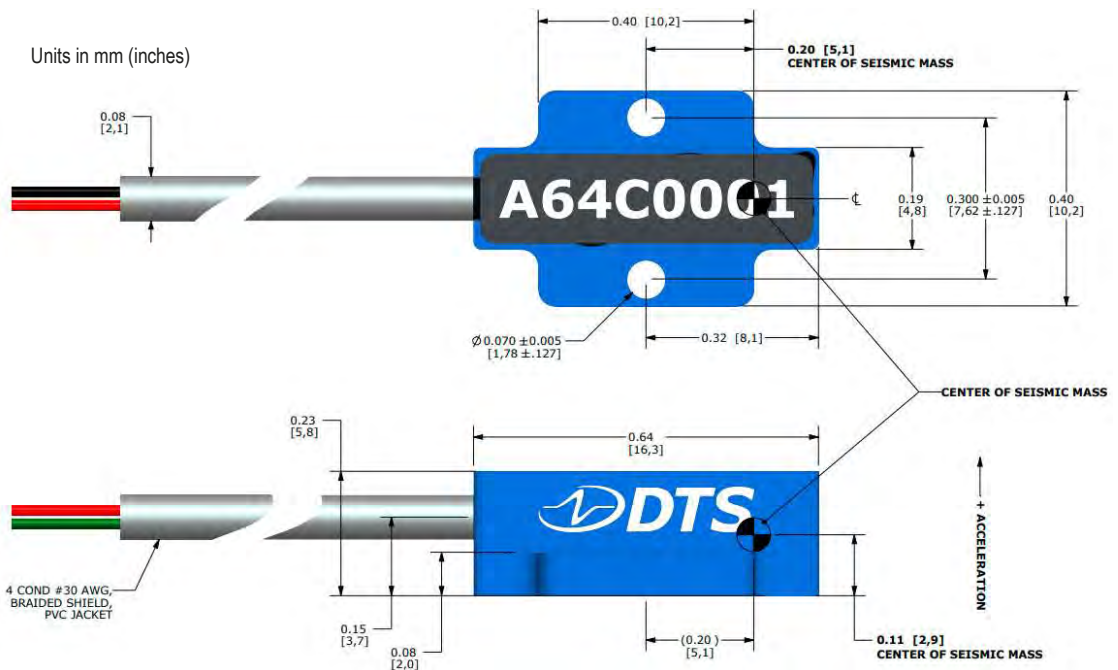 Units in mm (inches)
0.40 [10,2]
0.20 [5,1]
CENTER OF SEISMIC MASS
0.08
[2,1]
A64C0001
℄
0.19
[4,8]
0.300 ±0.005
[7,62 ±.127]
0.40
[10,2]
Ø 0.070 ±0.005
[1,78 ±.127]
0.32 [8,1]
CENTER OF SEISMIC MASS
0.23
[5,8]
0.64
[16,3]
DTS
+ ACCELERATION
4 COND #30 AWG,
BRAIDED SHIELD,
PVC JACKET
0.15
[3,7]
0.08
[2,0]
(0.20)
[5,1]
0.11 [2,9]
CENTER OF SEISMIC MASS